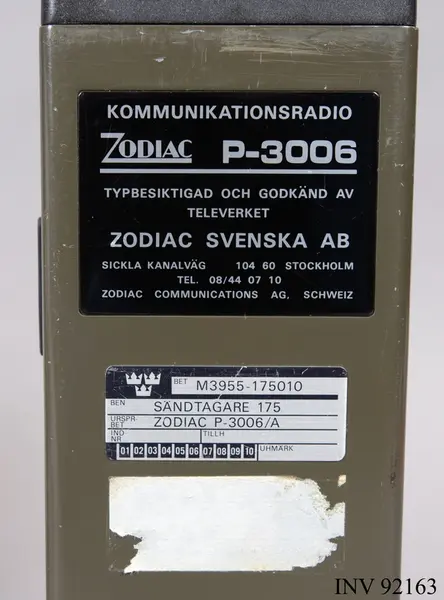 KOMMUNIKATIONSRADIO
ZODIAC P-3006
TYPBESIKTIGAD OCH GODKÄND AV
TELEVERKET
ZODIAC SVENSKA AB
SICKLA KANALVÄG 104 60 STOCKHOLM
TEL. 08/44 07 10
ZODIAC COMMUNICATIONS AG, SCHWEIZ
BET M3955-175010
BEN SÄNDTAGARE 175
URSPR-BET ZODIAC P-3006/A
IND NR TILLH
01 02 03 04 05 06 07 08 09 10 UHMÄRK
INV 92163